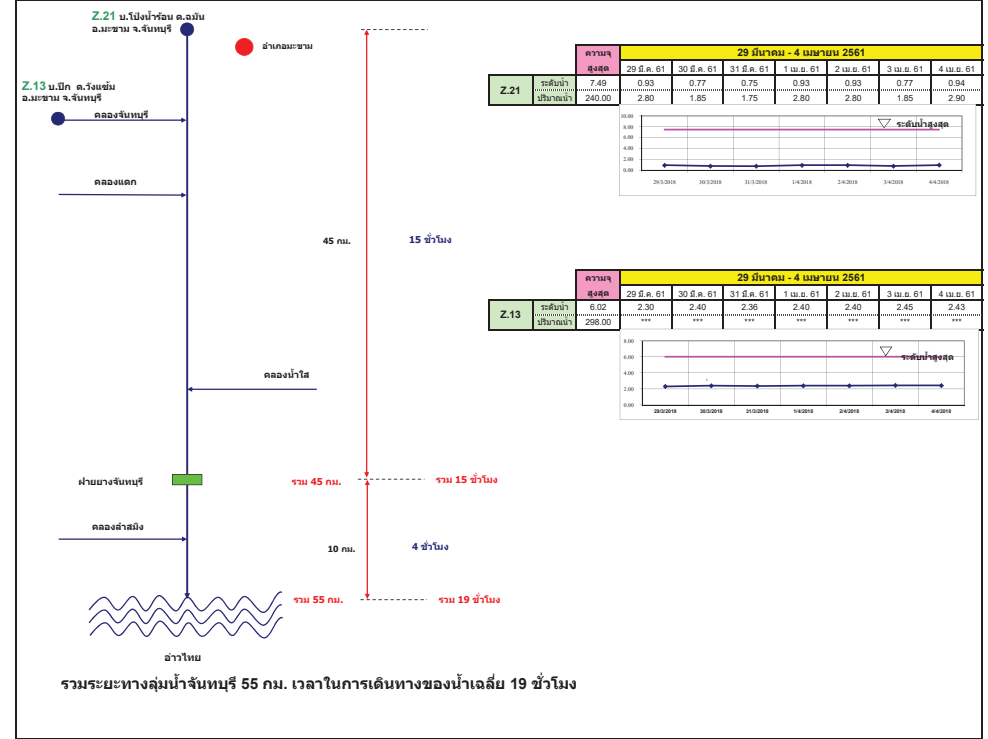 Z.21 บ.โป่งน้ำร้อน ต.ฉมัน
อ.มะขาม จ.จันทบุรี
อำเภอมะขาม
Z.13 บ.ปึก ต.วังแซ้ม
อ.มะขาม จ.จันทบุรี
คลองจันทบุรี
คลองแตก
45 กม.
15 ชั่วโมง
คลองน้ำใส
ฝายยางจันทบุรี
รวม 45 กม.
รวม 15 ชั่วโมง
คลองลำสมิง
10 กม.
4 ชั่วโมง
รวม 55 กม.
รวม 19 ชั่วโมง
อ่าวไทย
รวมระยะทางลุ่มน้ำจันทบุรี 55 กม. เวลาในการเดินทางของน้ำเฉลี่ย 19 ชั่วโมง
ความจุ 29 มีนาคม - 4 เมษายน 2561
สูงสุด 29 มี.ค. 61 30 มี.ค. 61 31 มี.ค. 61 1 เม.ย. 61 2 เม.ย. 61 3 เม.ย. 61 4 เม.ย. 61
Z.21
ระดับน้ำ 7.49 0.93 0.77 0.75 0.93 0.93 0.77 0.94
ปริมาณน้ำ 240.00 2.80 1.85 1.75 2.80 2.80 1.85 2.90
10.00
8.00
6.00
4.00
2.00
0.00
ระดับน้ำสูงสุด
29/3/2018 30/3/2018 31/3/2018 1/4/2018 2/4/2018 3/4/2018 4/4/2018
ความจุ 29 มีนาคม - 4 เมษายน 2561
สูงสุด 29 มี.ค. 61 30 มี.ค. 61 31 มี.ค. 61 1 เม.ย. 61 2 เม.ย. 61 3 เม.ย. 61 4 เม.ย. 61
Z.13
ระดับน้ำ 6.02 2.30 2.40 2.36 2.40 2.40 2.45 2.43
ปริมาณน้ำ 298.00 *** *** *** *** *** *** ***
8.00
6.00
4.00
2.00
0.00
ระดับน้ำสูงสุด
29/3/2018 30/3/2018 31/3/2018 1/4/2018 2/4/2018 3/4/2018 4/4/2018